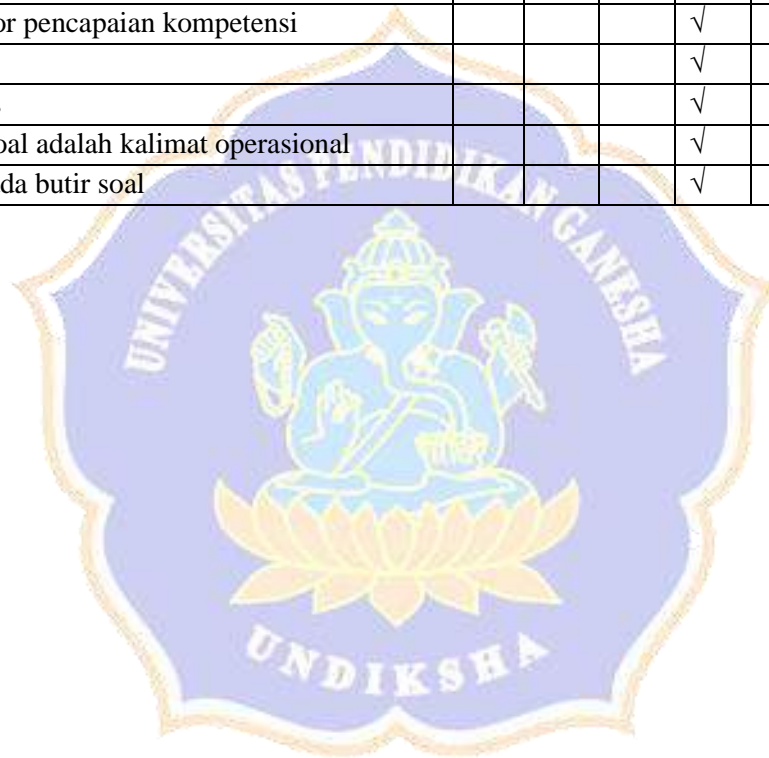 or pencapaian kompetensi √
√
√
oal adalah kalimat operasional √
da butir soal √
UNIVERSITAS PENDIDIKAN GANESHA
UNDIKSHA